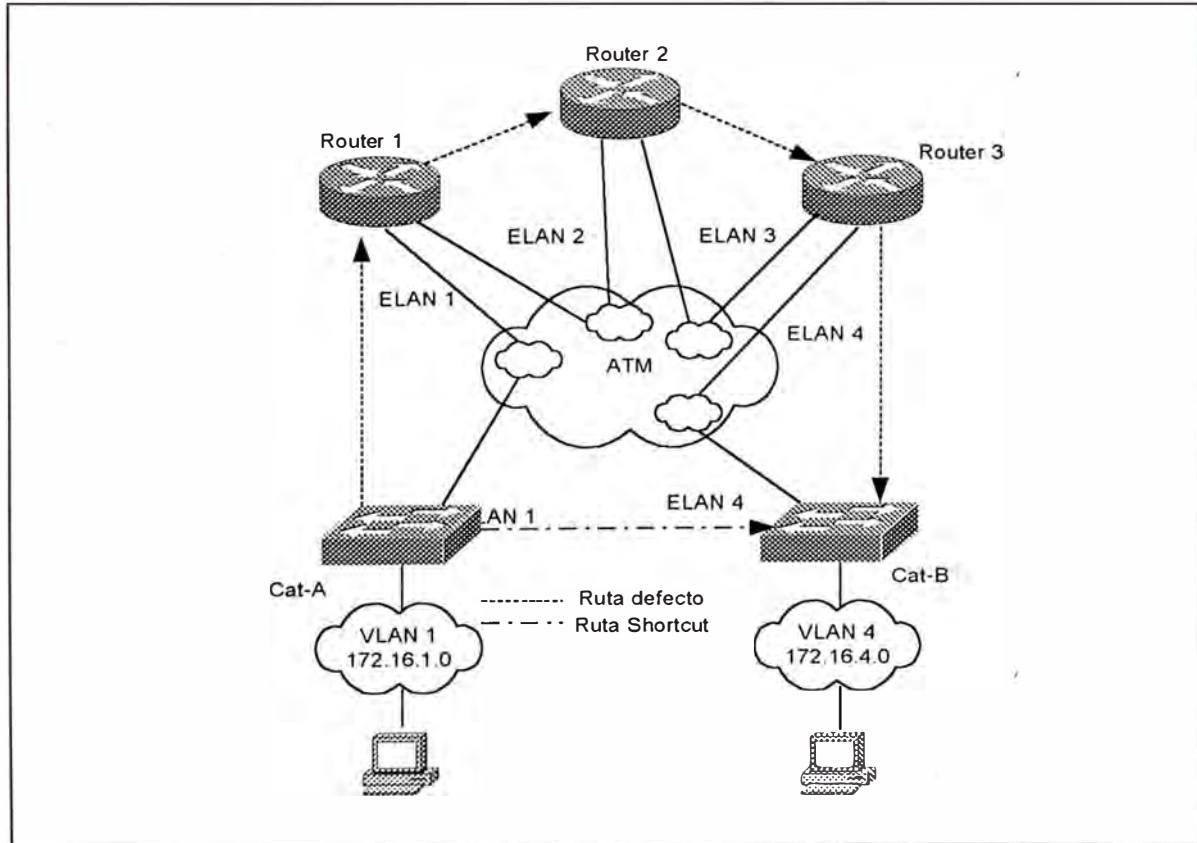 Router 2
Router 1
Router 3
ELAN 2
ELAN 3
ELAN 1
ELAN 4
ATM
LAN 1
ELAN 4
Cat-A
Cat-B
Ruta defecto
Ruta Shortcut
VLAN 1
172.16.1.0
VLAN 4
172.16.4.0